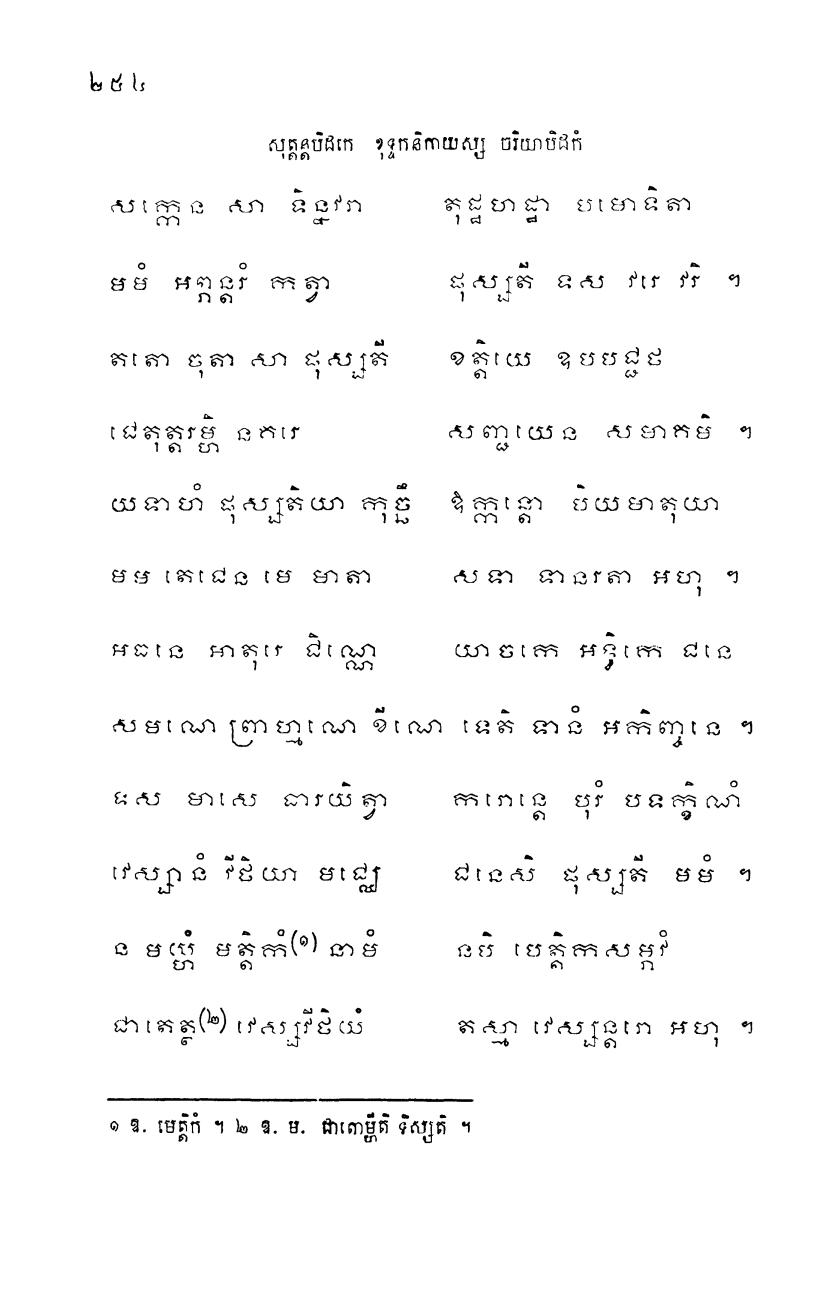 ២៥៤
សុត្តន្តបិដកេ ខុទ្ទកនិកាយស្ស ចរិយាបិដកំ
សក្កេន សា ទិន្នវរា តុដ្ឋហដ្ឋា បមោទិតា
មមំ អព្ភន្តរំ កត្វា ផុស្សតី ទស វរេ វរិ ។
តតោ ចុតា សា ផុស្សតី ខត្តិយេ ឧបបជ្ជថ
ជេតុត្តរម្ហិ នគរេ សញ្ជយេន សមាគមិ ។
យទាហំ ផុស្សតិយា កុច្ឆឹ ឱក្កន្តោ បិយមាតុយា
មម តេជេន មេ មាតា សទា ទានរតា អហុ ។
អធនេ អាតុរេ ជិណ្ណេ យាចកេ អទ្ធិកេ ជនេ
សមណោ ព្រាហ្មណោ ខីណោ ទេតិ ទានំ អកិញ្ចនេ ។
ទស មាសេ ធារយិត្វា ករោន្តេ បុរំ បទក្ខិណំ
វេស្សានំ វីថិយា មជ្ឈេ ជនេសិ ផុស្សតី មមំ ។
ន មយ្ហំ មត្តិកំ(១) នាមំ នបិ បេត្តិកសម្ភវំ
ជាតេត្ថ(២) វេស្សវីថិយំ តស្មា វេស្សន្តរោ អហុ ។
១ ឱ. មេត្តិកំ ។ ២ ឱ. ម. ជាតោម្ហីតិ ទិស្សតិ ។